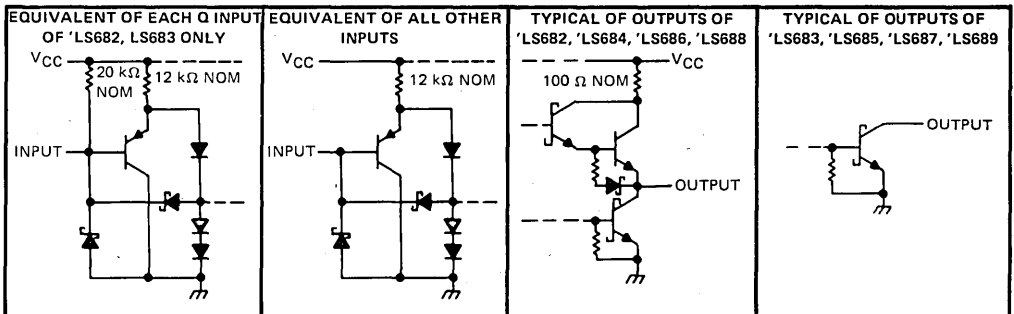 EQUIVALENT OF EACH Q INPUT
OF 'LS682, LS683 ONLY
VCC
20 kΩ
NOM
12 kΩ NOM
INPUT
EQUIVALENT OF ALL OTHER
INPUTS
VCC
12 kΩ NOM
INPUT
TYPICAL OF OUTPUTS OF
'LS682, 'LS684, 'LS686, 'LS688
VCC
100 Ω NOM
OUTPUT
TYPICAL OF OUTPUTS OF
'LS683, 'LS685, 'LS687, 'LS689
OUTPUT